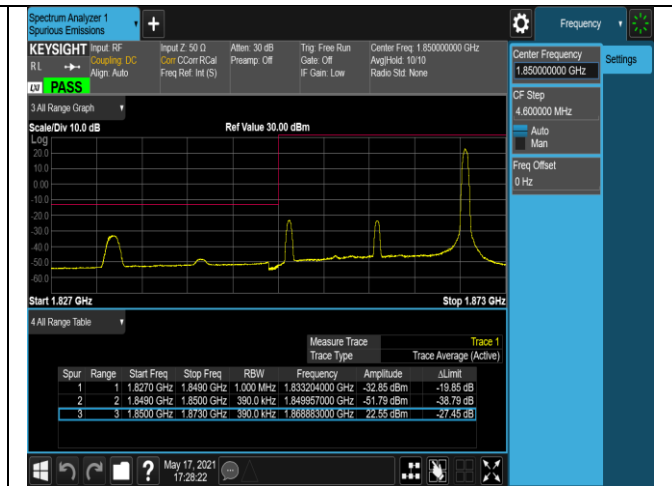 Spectrum Analyzer 1
Spurious Emissions
Frequency
KEYSIGHT Input: RF Input Z: 50 Ω Atten: 30 dB Trig: Free Run Center Freq: 1.850000000 GHz
RL Coupling: DC Corr CCorr RCal Preamp: Off Gate: Off Avg|Hold: 10/10
Align: Auto Freq Ref: Int (S) IF Gain: Low Radio Std: None
LXI PASS
Center Frequency
1.850000000 GHz
Settings
CF Step
4.600000 MHz
Auto
Man
Freq Offset
0 Hz
3 All Range Graph
Scale/Div 10.0 dB Ref Value 30.00 dBm
Log
20.0
10.0
0.00
-10.0
-20.0
-30.0
-40.0
-50.0
-60.0
Start 1.827 GHz Stop 1.873 GHz
4 All Range Table
Measure Trace Trace 1
Trace Type Trace Average (Active)
Spur Range Start Freq Stop Freq RBW Frequency Amplitude ΔLimit
1 1 1.8270 GHz 1.8490 GHz 1.000 MHz 1.833204000 GHz -32.85 dBm -19.85 dB
2 2 1.8490 GHz 1.8500 GHz 390.0 kHz 1.849957000 GHz -51.79 dBm -38.79 dB
3 3 1.8500 GHz 1.8730 GHz 390.0 kHz 1.868883000 GHz 22.55 dBm -27.45 dB
May 17, 2021
17:28:22